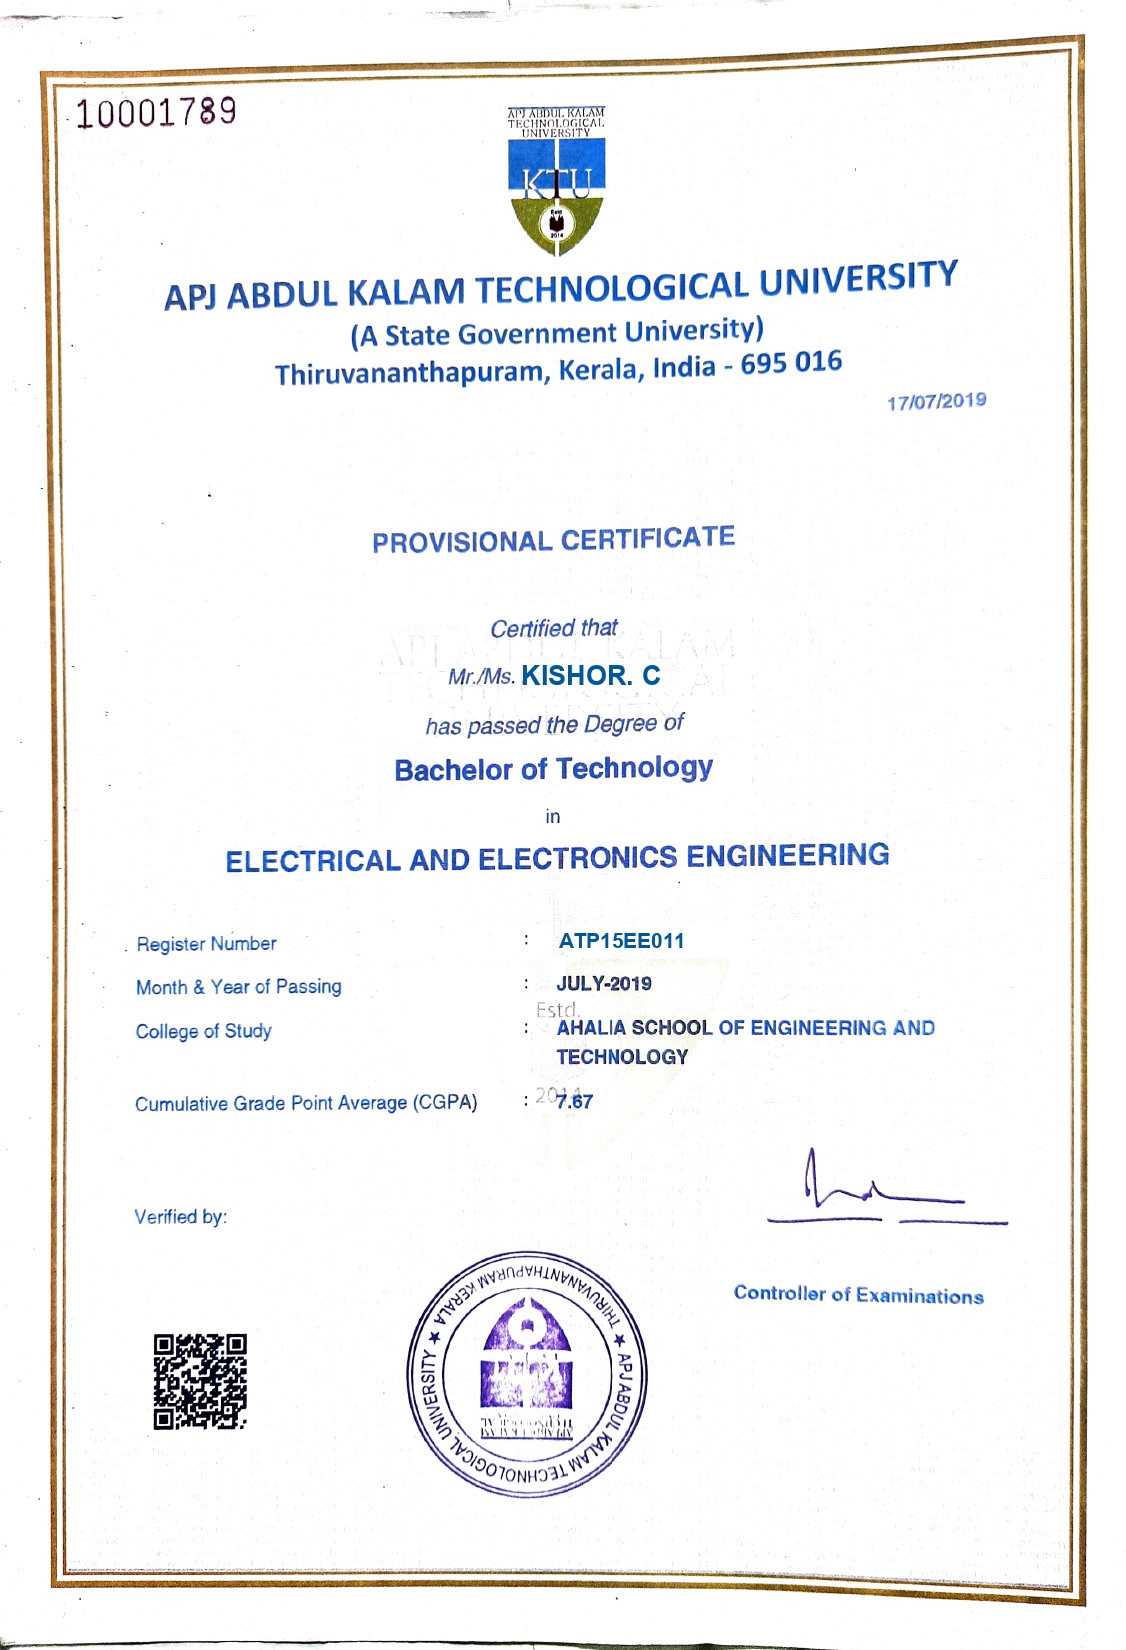 10001789
APJ ABDUL KALAM
TECHNOLOGICAL
UNIVERSITY
KTU
Estd
2014
APJ ABDUL KALAM TECHNOLOGICAL UNIVERSITY
(A State Government University)
Thiruvananthapuram, Kerala, India - 695 016
17/07/2019
PROVISIONAL CERTIFICATE
Certified that
Mr./Ms. KISHOR. C
has passed the Degree of
Bachelor of Technology
in
ELECTRICAL AND ELECTRONICS ENGINEERING
Register Number : ATP15EE011
Month & Year of Passing : JULY-2019
Estd.
College of Study : AHALIA SCHOOL OF ENGINEERING AND
TECHNOLOGY
2014
Cumulative Grade Point Average (CGPA) : 7.67
Verified by:
Controller of Examinations
★ APJ ABDUL KALAM TECHNOLOGICAL UNIVERSITY ★ THIRUVANANTHAPURAM KERALA